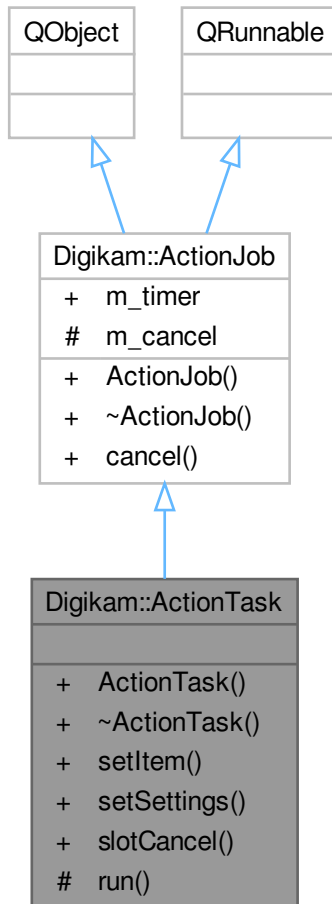 QObject
QRunnable
Digikam::ActionJob
+ m_timer
# m_cancel
+ ActionJob()
+ ~ActionJob()
+ cancel()
Digikam::ActionTask
+ ActionTask()
+ ~ActionTask()
+ setItem()
+ setSettings()
+ slotCancel()
# run()